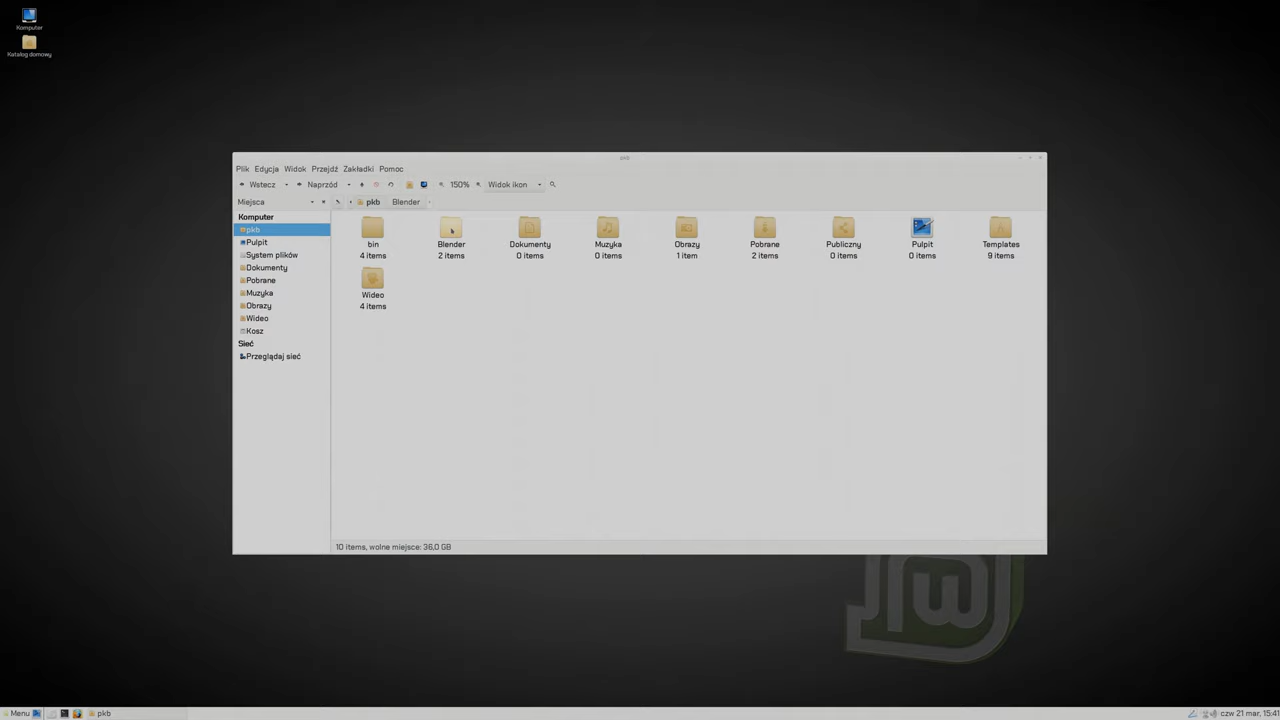 Komputer
Katalog domowy
pkb
Plik Edycja Widok Przejdź Zakładki Pomoc
Wstecz Naprzód 150% Widok ikon
Miejsca pkb Blender
Komputer
pkb
Pulpit
System plików
Dokumenty
Pobrane
Muzyka
Obrazy
Wideo
Kosz
Sieć
Przeglądaj sieć
bin Blender Dokumenty Muzyka Obrazy Pobrane Publiczny Pulpit Templates
4 items 2 items 0 items 0 items 1 item 2 items 0 items 0 items 9 items
Wideo
4 items
10 items, wolne miejsce: 36,0 GB
Menu pkb czw 21 mar, 15:41